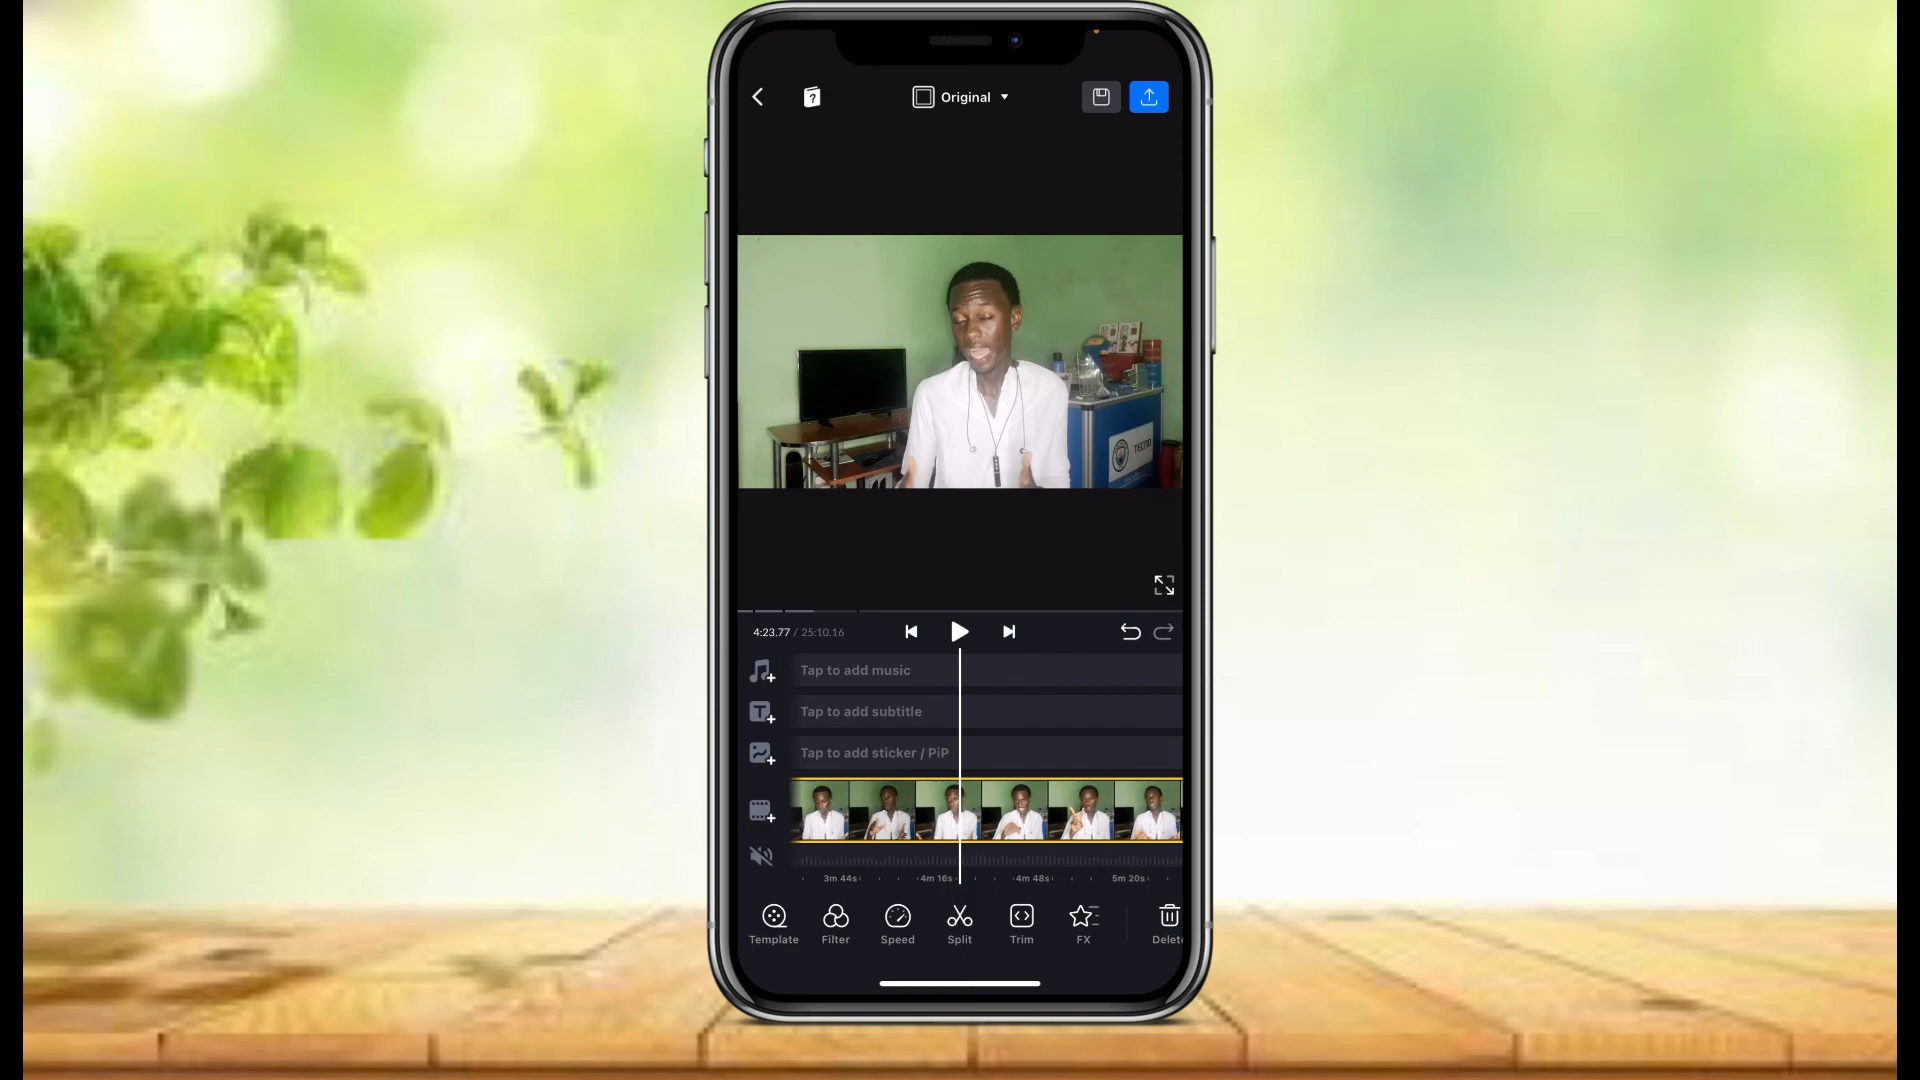 Original
TECNO
4:23.77 / 25:10.16
Tap to add music
Tap to add subtitle
Tap to add sticker / PiP
3m 44s 4m 16s 4m 48s 5m 20s
Template Filter Speed Split Trim FX Delete